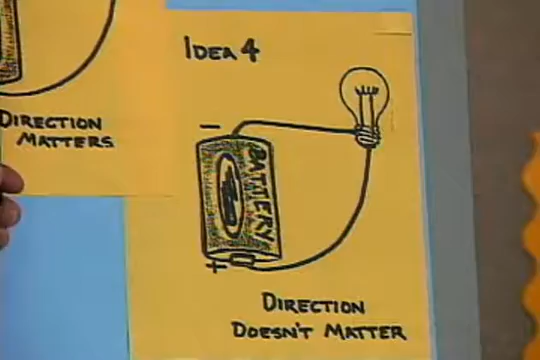 DIRECTION
MATTERS
IDEA 4
−
BATTERY
+
DIRECTION
DOESN'T MATTER